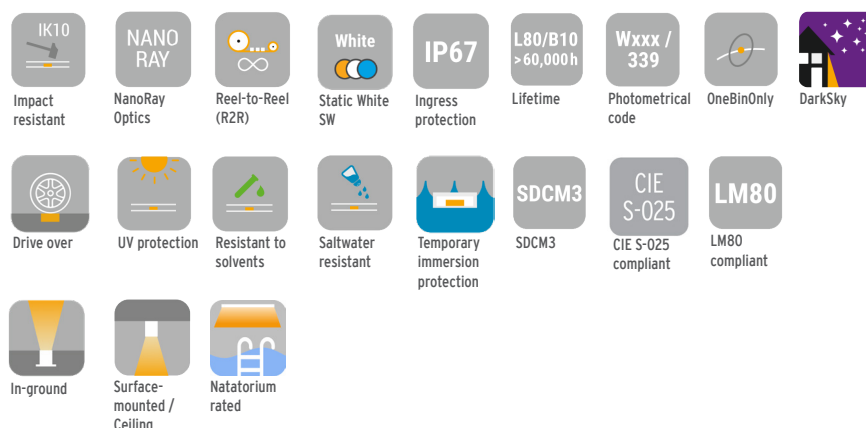 IK10
Impact
resistant
NANO
RAY
NanoRay
Optics
Reel-to-Reel
(R2R)
White
Static White
SW
IP67
Ingress
protection
L80/B10
>60,000h
Lifetime
Wxxx /
339
Photometrical
code
OneBinOnly
DarkSky
Drive over
UV protection
Resistant to
solvents
Saltwater
resistant
Temporary
immersion
protection
SDCM3
SDCM3
CIE
S-025
CIE S-025
compliant
LM80
LM80
compliant
In-ground
Surface-
mounted /
Ceiling
Natatorium
rated